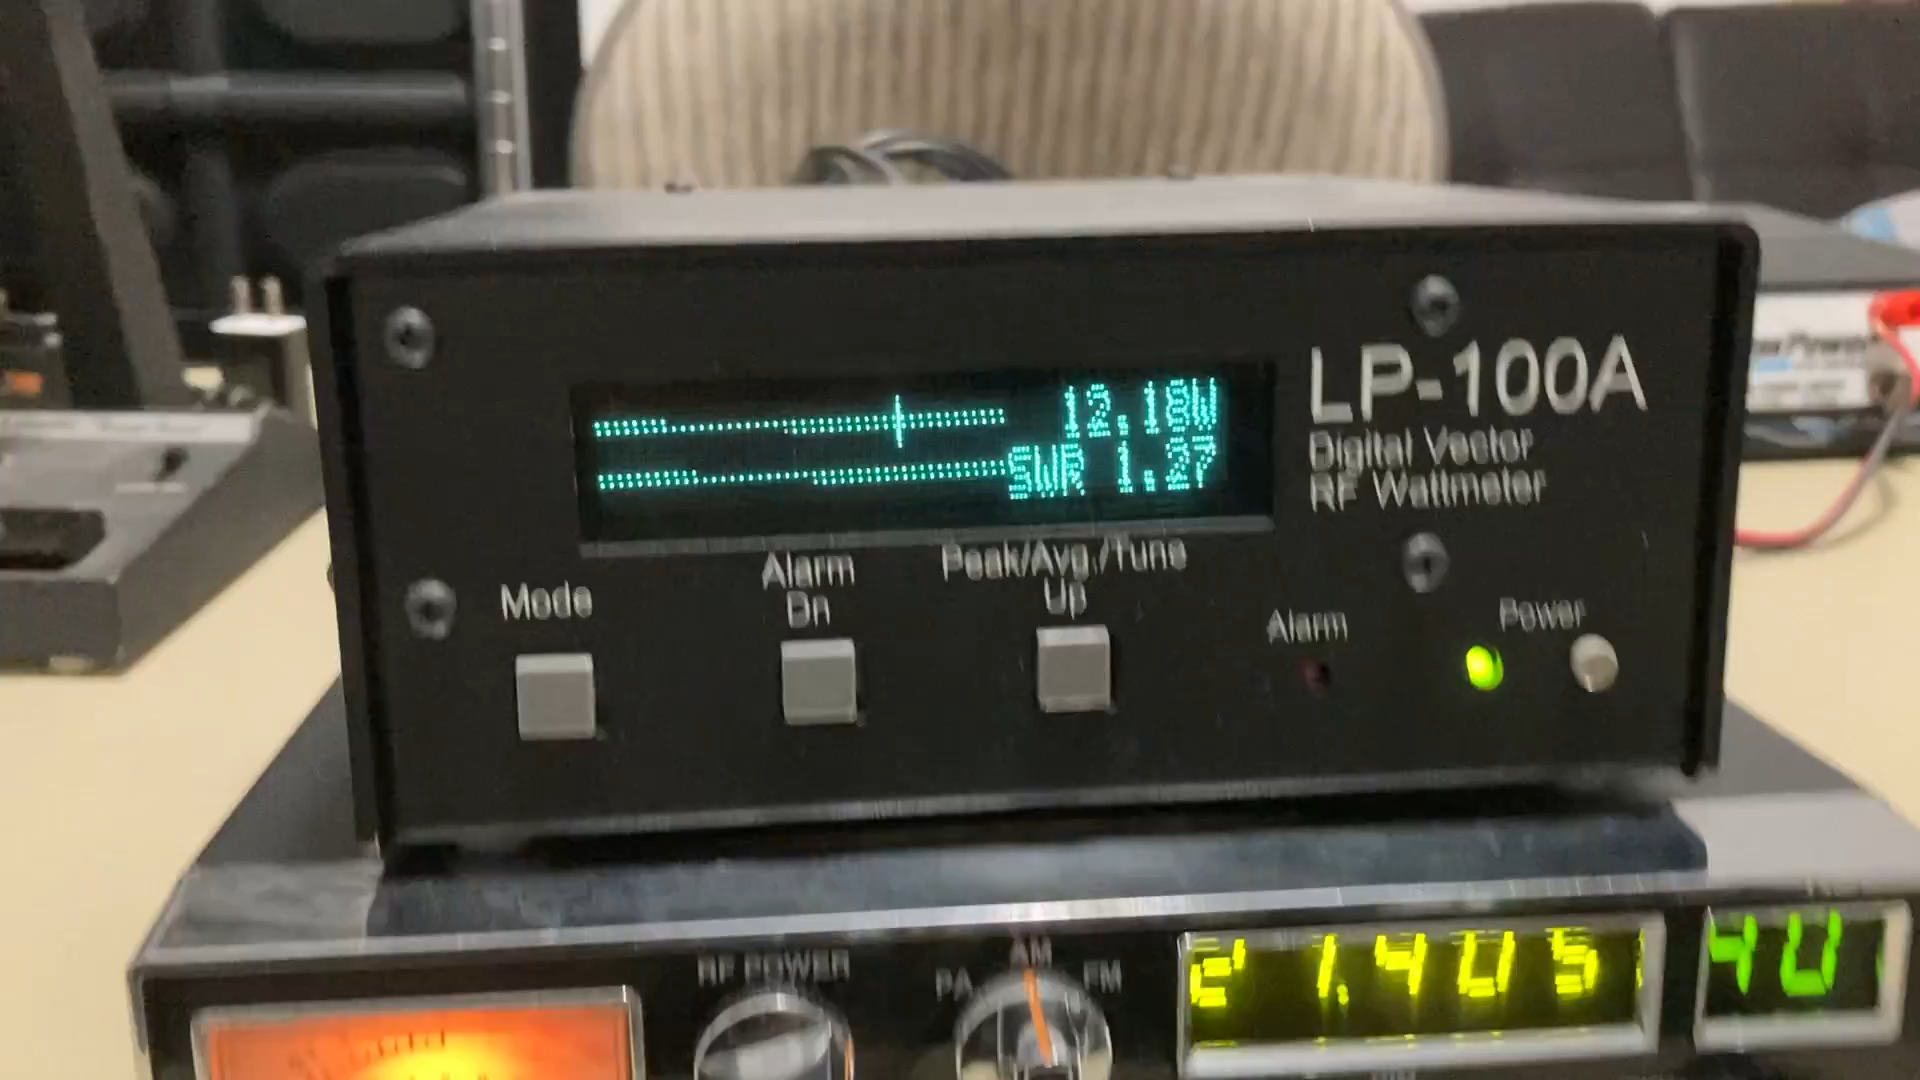 12.18W
SWR 1.27
LP-100A
Digital Vector
RF Wattmeter
Mode
Alarm
Dn
Peak/Avg./Tune
Up
Alarm
Power
RF POWER
PA
AM
FM
27.405
40